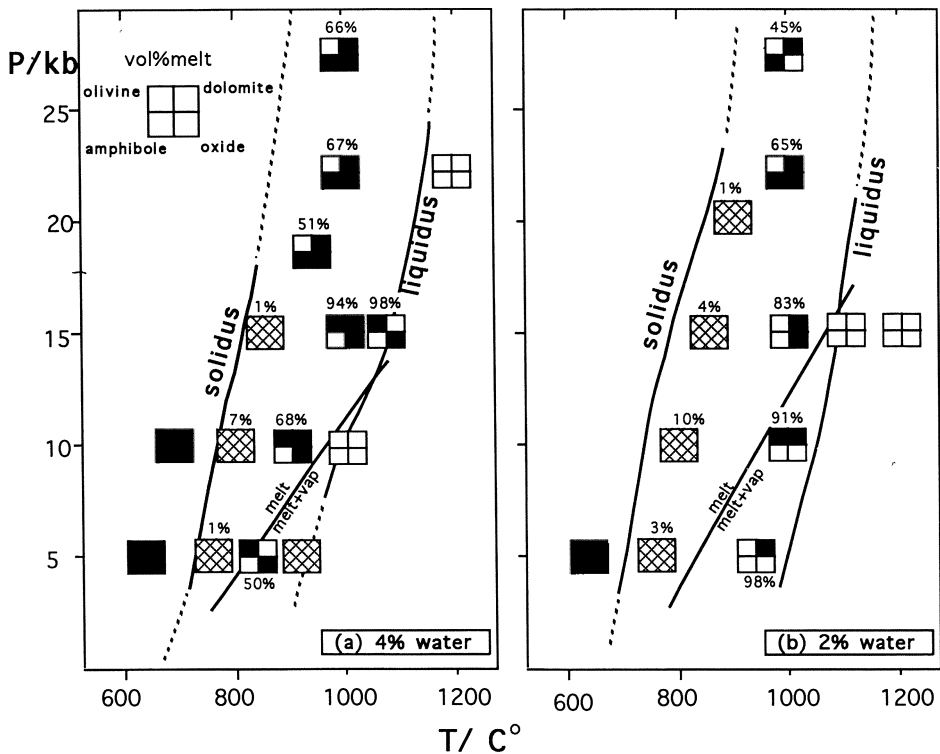 66%
45%
P/kb
vol%melt
olivine
dolomite
amphibole
oxide
25
67%
65%
1%
20
51%
liquidus
liquidus
solidus
solidus
1%
94%
98%
4%
83%
15
7%
68%
10%
91%
10
melt
melt+vap
melt
melt+vap
1%
3%
5
50%
98%
(a) 4% water
(b) 2% water
600
800
1000
1200
600
800
1000
1200
T/ C°